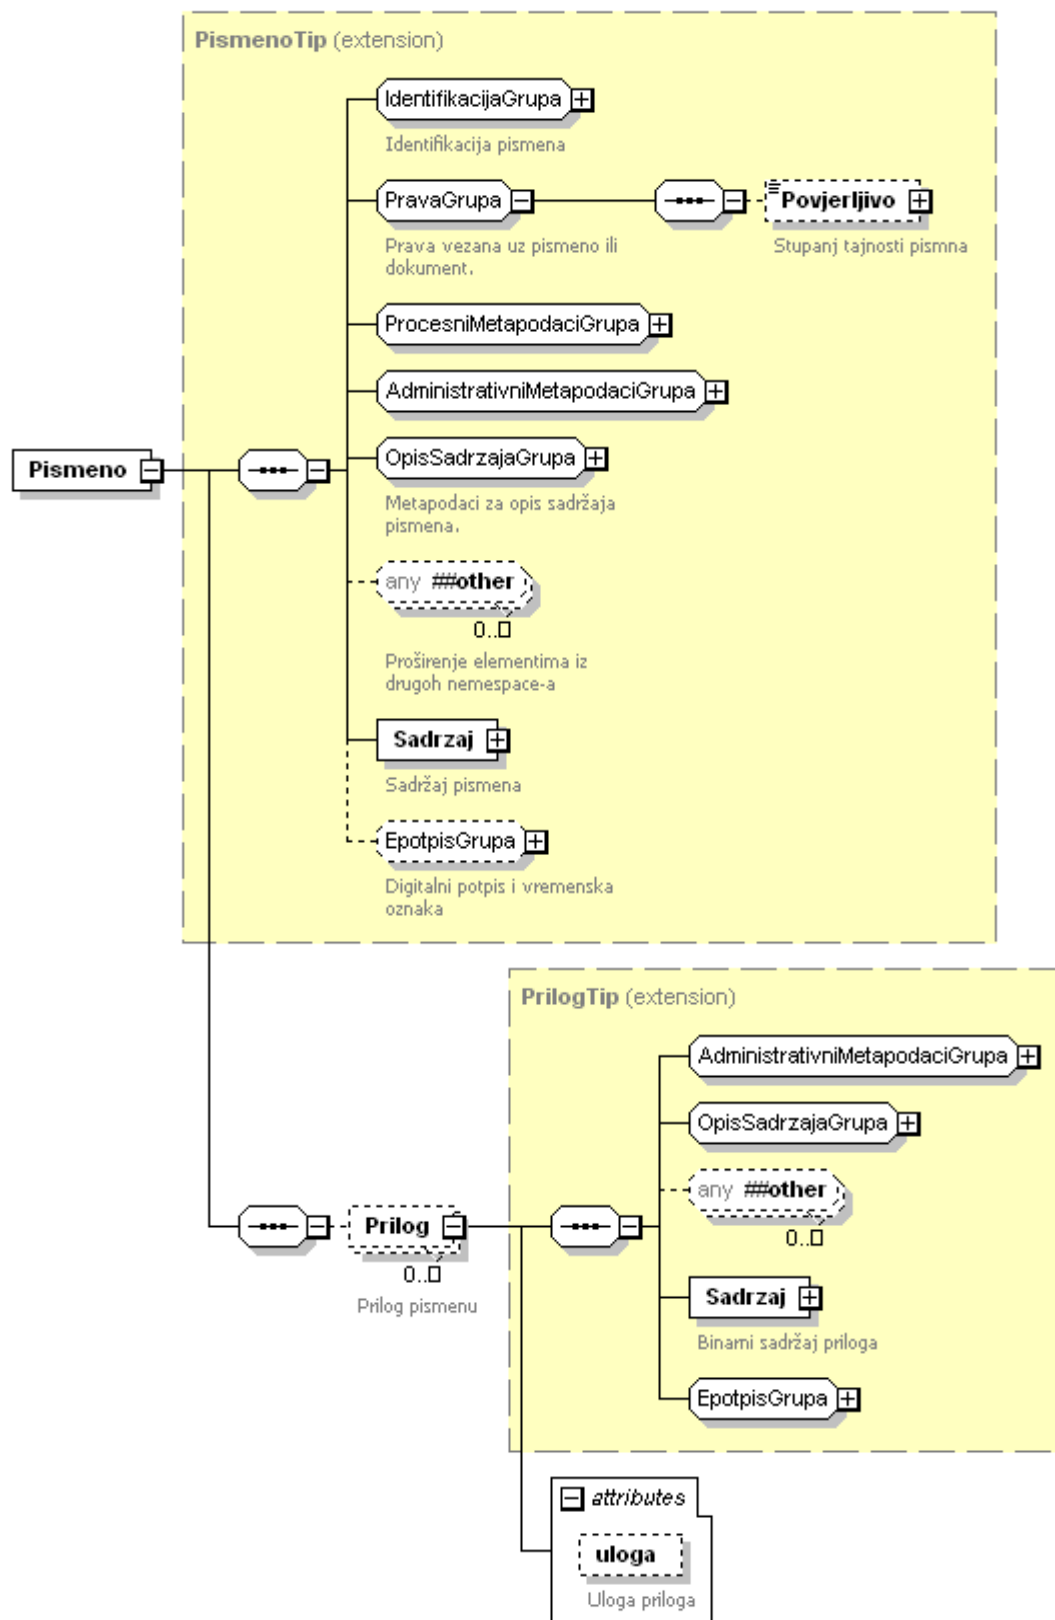 PismenoTip (extension)
IdentifikacijaGrupa
Identifikacija pismena
PravaGrupa
Povjerljivo
Prava vezana uz pismeno ili
dokument.
Stupanj tajnosti pismna
ProcesniMetapodaciGrupa
AdministrativniMetapodaciGrupa
OpisSadrzajaGrupa
Pismeno
Metapodaci za opis sadržaja
pismena.
any ##other
0..□
Proširenje elementima iz
drugoh nemespace-a
Sadrzaj
Sadržaj pismena
EpotpisGrupa
Digitalni potpis i vremenska
oznaka
PrilogTip (extension)
AdministrativniMetapodaciGrupa
OpisSadrzajaGrupa
any ##other
0..□
Prilog
0..□
Prilog pismenu
Sadrzaj
Binarni sadržaj priloga
EpotpisGrupa
attributes
uloga
Uloga priloga